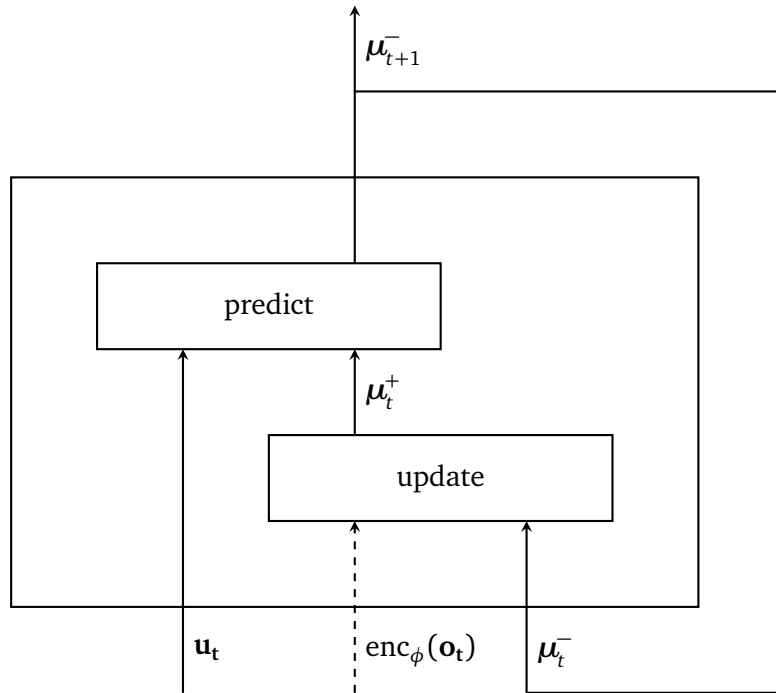 μ⁻ₜ₊₁
predict
μ⁺ₜ
update
uₜ enc_ϕ(oₜ) μ⁻ₜ